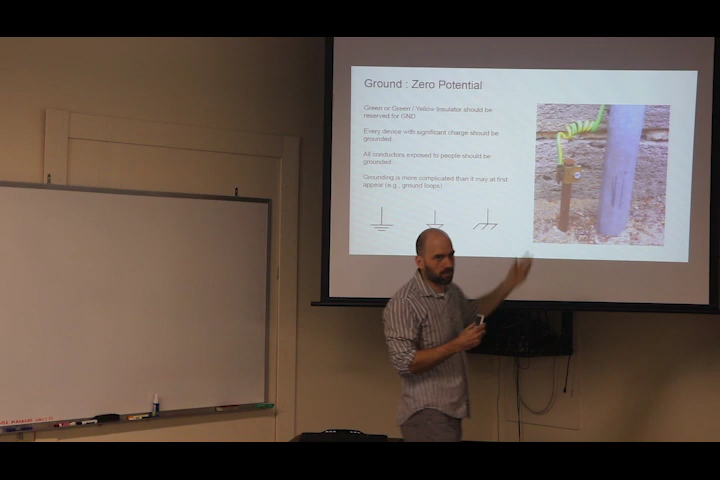 Ground : Zero Potential
Green or Green / Yellow Insulator should be
reserved for GND
Every device with significant charge should be
grounded.
All conductors exposed to people should be
grounded
Grounding is more complicated than it may at first
appear (e.g., ground loops)